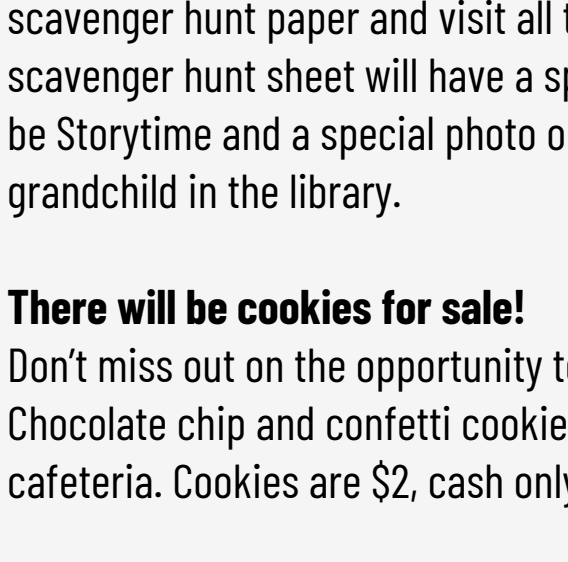 scavenger hunt paper and visit all
scavenger hunt sheet will have a
be Storytime and a special photo
grandchild in the library.
There will be cookies for sale!
Don't miss out on the opportunity
Chocolate chip and confetti cookie
cafeteria. Cookies are $2, cash only